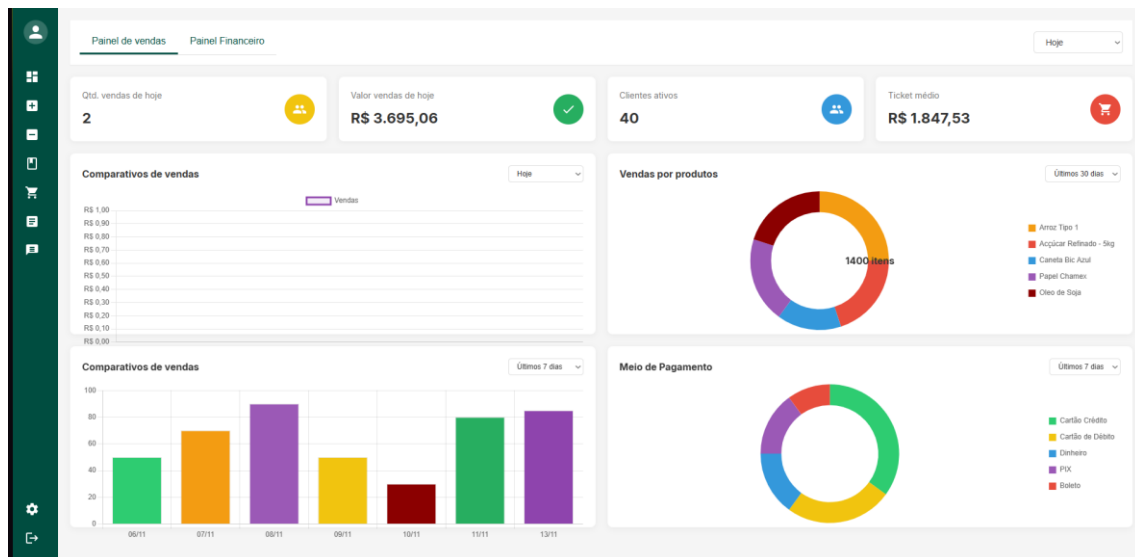 Painel de vendas Painel Financeiro Hoje
Qtd. vendas de hoje
2
Valor vendas de hoje
R$ 3.695,06
Clientes ativos
40
Ticket médio
R$ 1.847,53
Comparativos de vendas Hoje
Vendas
R$ 1,00
R$ 0,90
R$ 0,80
R$ 0,70
R$ 0,60
R$ 0,50
R$ 0,40
R$ 0,30
R$ 0,20
R$ 0,10
R$ 0,00
Vendas por produtos Últimos 30 dias
1400 itens
Arroz Tipo 1
Acçúcar Refinado - 5kg
Caneta Bic Azul
Papel Chamex
Oleo de Soja
Comparativos de vendas Últimos 7 dias
100
80
60
40
20
0
06/11 07/11 08/11 09/11 10/11 11/11 13/11
Meio de Pagamento Últimos 7 dias
Cartão Crèdito
Cartão de Débito
Dinheiro
PIX
Boleto